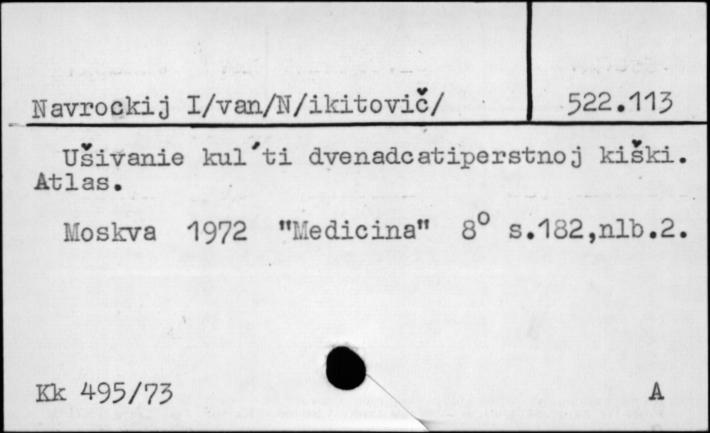 Navrockij I/van/N/ikitovič/ 522.113
Ušivanie kul´ti dvenadcatiperstnoj kiški.
Atlas.
Moskva 1972 "Medicina" 8° s.182,nlb.2.
Kk 495/73 A